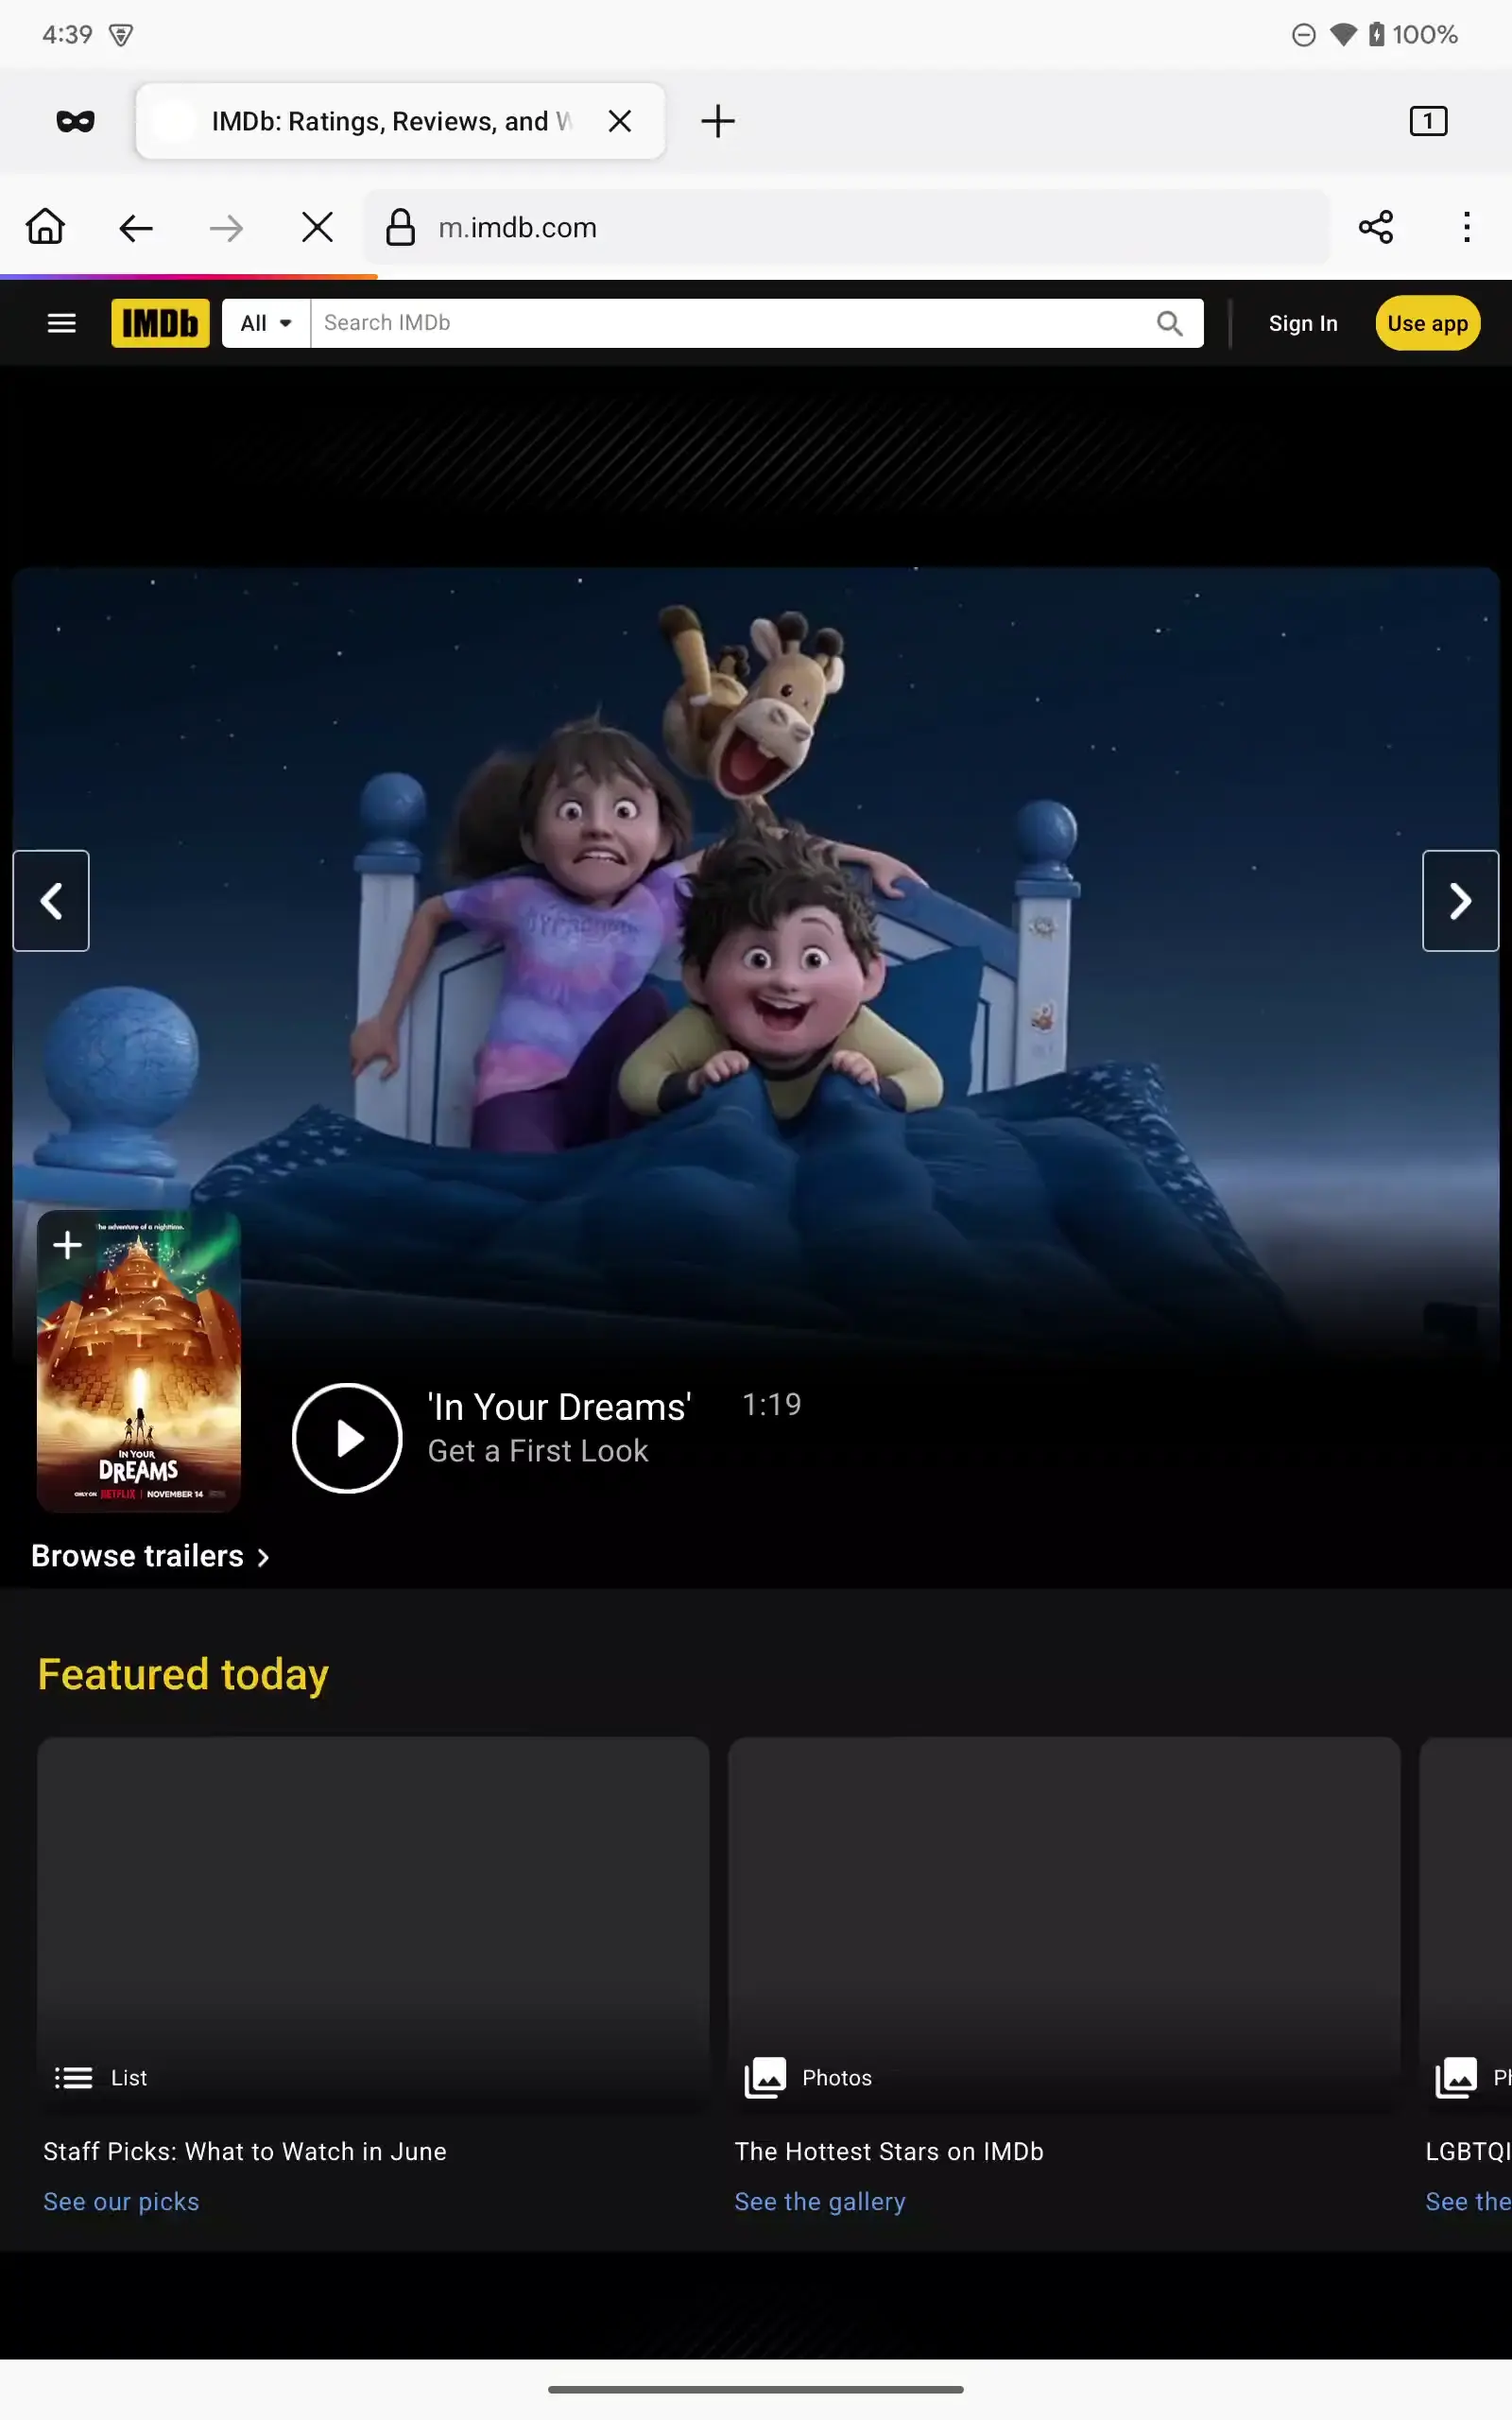 4:39
100%
IMDb: Ratings, Reviews, and W
1
m.imdb.com
IMDb
All
Search IMDb
Sign In
Use app
The adventure of a nighttime.
IN YOUR
DREAMS
ONLY ON NETFLIX | NOVEMBER 14
'In Your Dreams' 1:19
Get a First Look
Browse trailers
Featured today
List
Photos
Ph
Staff Picks: What to Watch in June
The Hottest Stars on IMDb
LGBTQI
See our picks
See the gallery
See the